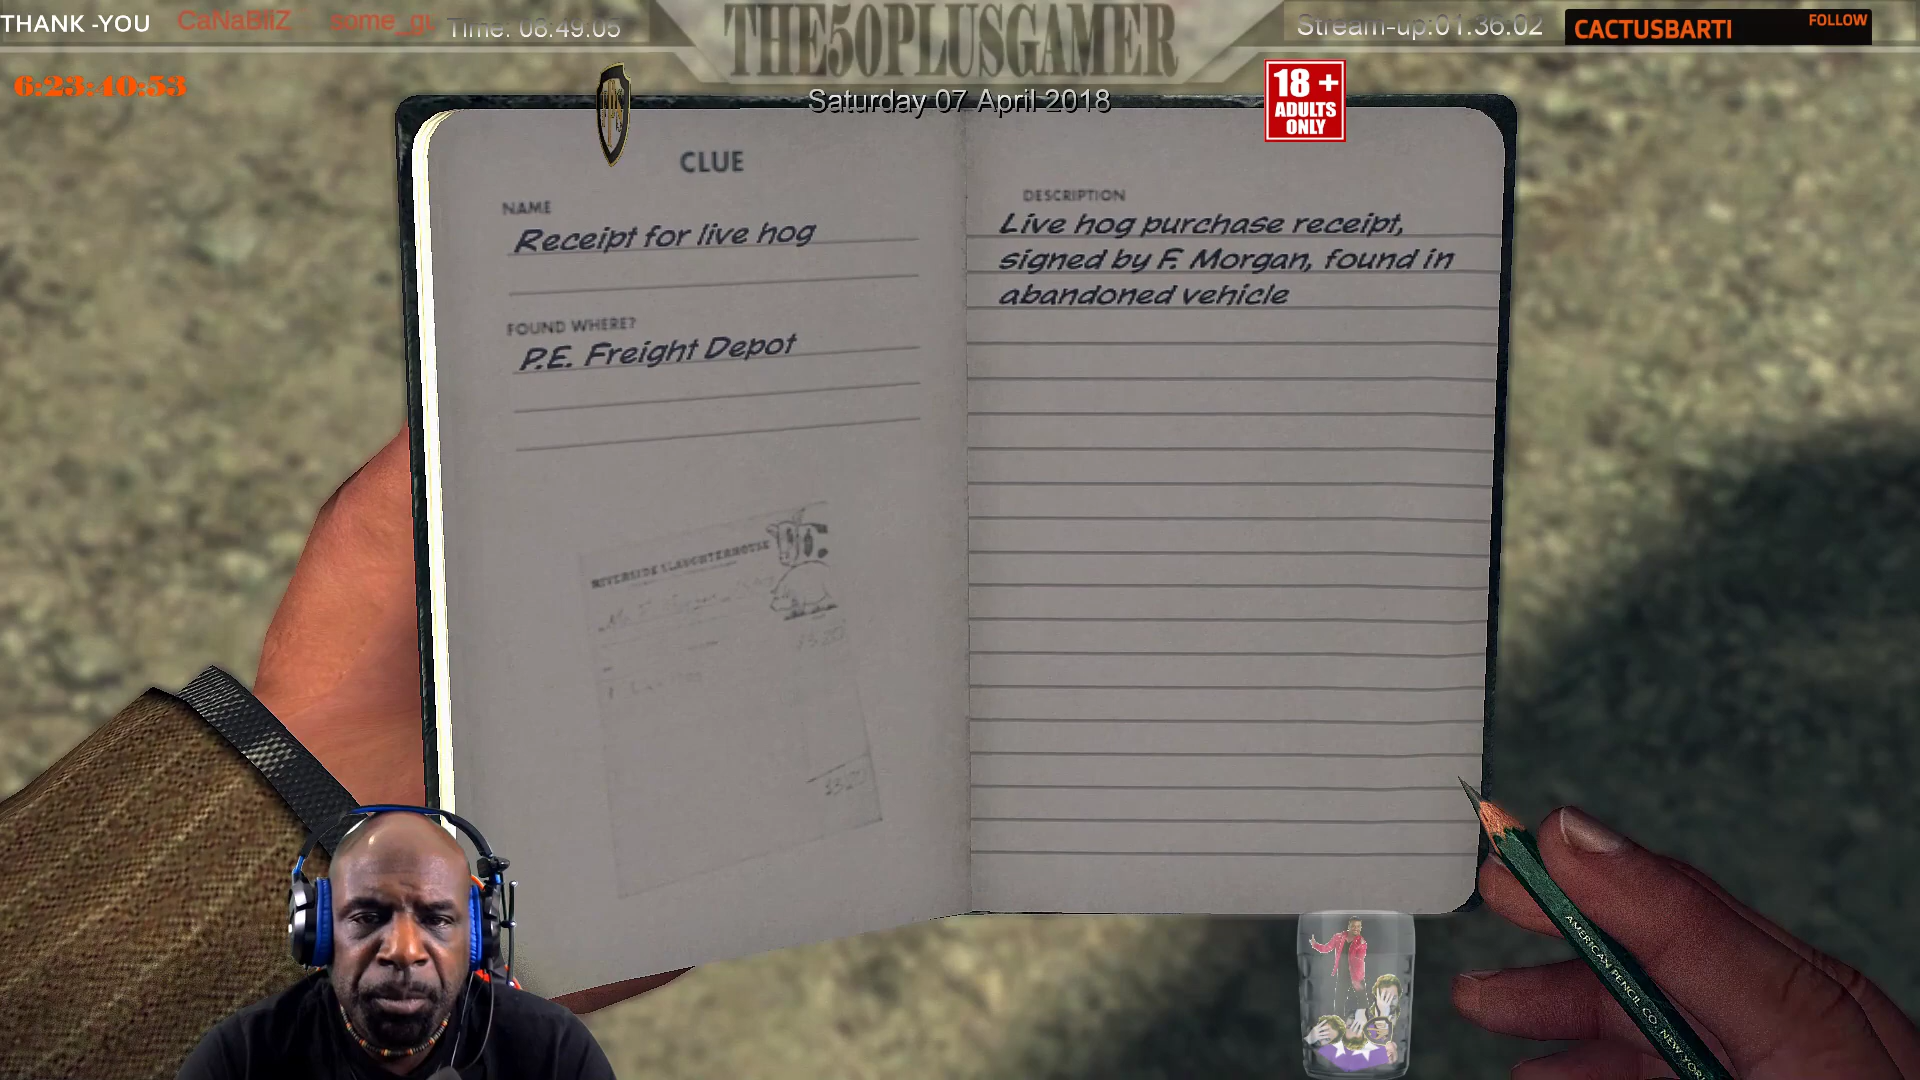 THANK -YOU CaNaBliZ some_gu Time: 08:49:05
THE50PLUSGAMER
Stream-up:01:36:02
CACTUSBARTI
FOLLOW
6:23:40:53
Saturday 07 April 2018
18 +
ADULTS
ONLY
CLUE
NAME
Receipt for live hog
FOUND WHERE?
P.E. Freight Depot
RIVERSIDE SLAUGHTERHOUSE
DESCRIPTION
Live hog purchase receipt,
signed by F. Morgan, found in
abandoned vehicle
AMERICAN PENCIL CO. NEW YORK